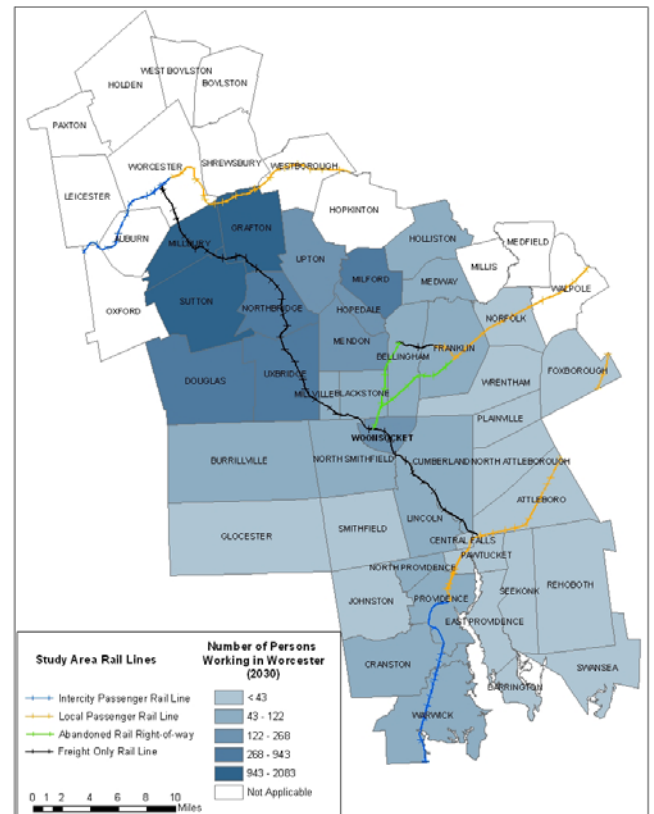 WEST BOYLSTON
HOLDEN
BOYLSTON
PAXTON
SHREWSBURY
WORCESTER
WESTBOROUGH
LEICESTER
HOPKINTON
AUBURN
GRAFTON
HOLLISTON
MILLBURY
MEDFIELD
MILLIS
UPTON
MILFORD
MEDWAY
WALPOLE
SUTTON
OXFORD
NORTHBRIDGE
HOPEDALE
NORFOLK
MENDON
FRANKLIN
BELLINGHAM
FOXBOROUGH
UXBRIDGE
DOUGLAS
WRENTHAM
MILLVILLE
BLACKSTONE
PLAINVILLE
WOONSOCKET
BURRILLVILLE
NORTH SMITHFIELD
CUMBERLAND
NORTH ATTLEBOROUGH
ATTLEBORO
GLOCESTER
SMITHFIELD
LINCOLN
CENTRAL FALLS
PAWTUCKET
NORTH PROVIDENCE
SEEKONK
REHOBOTH
JOHNSTON
PROVIDENCE
EAST PROVIDENCE
CRANSTON
SWANSEA
BARRINGTON
WARWICK
Study Area Rail Lines
Intercity Passenger Rail Line
Local Passenger Rail Line
Abandoned Rail Right-of-way
Freight Only Rail Line
0 1 2 4 6 8 10
Miles
Number of Persons
Working in Worcester
(2030)
< 43
43 - 122
122 - 268
268 - 943
943 - 2083
Not Applicable